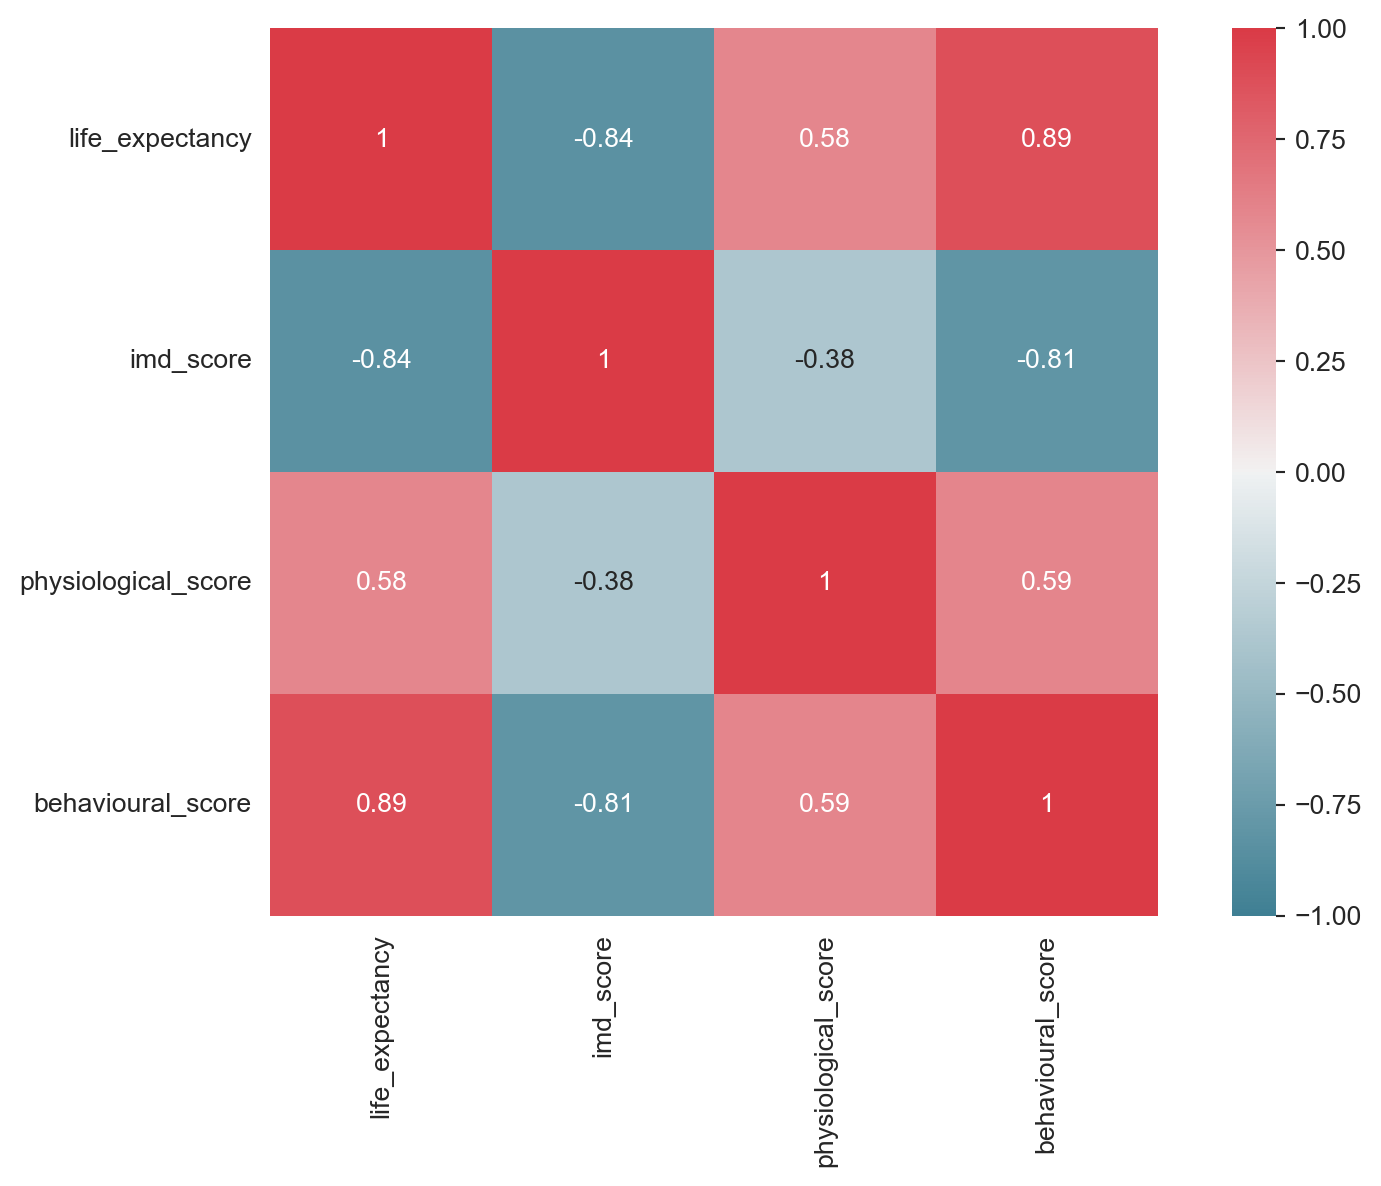 life_expectancy 1 -0.84 0.58 0.89
imd_score -0.84 1 -0.38 -0.81
physiological_score 0.58 -0.38 1 0.59
behavioural_score 0.89 -0.81 0.59 1
life_expectancy
imd_score
physiological_score
behavioural_score
1.00
0.75
0.50
0.25
0.00
−0.25
−0.50
−0.75
−1.00